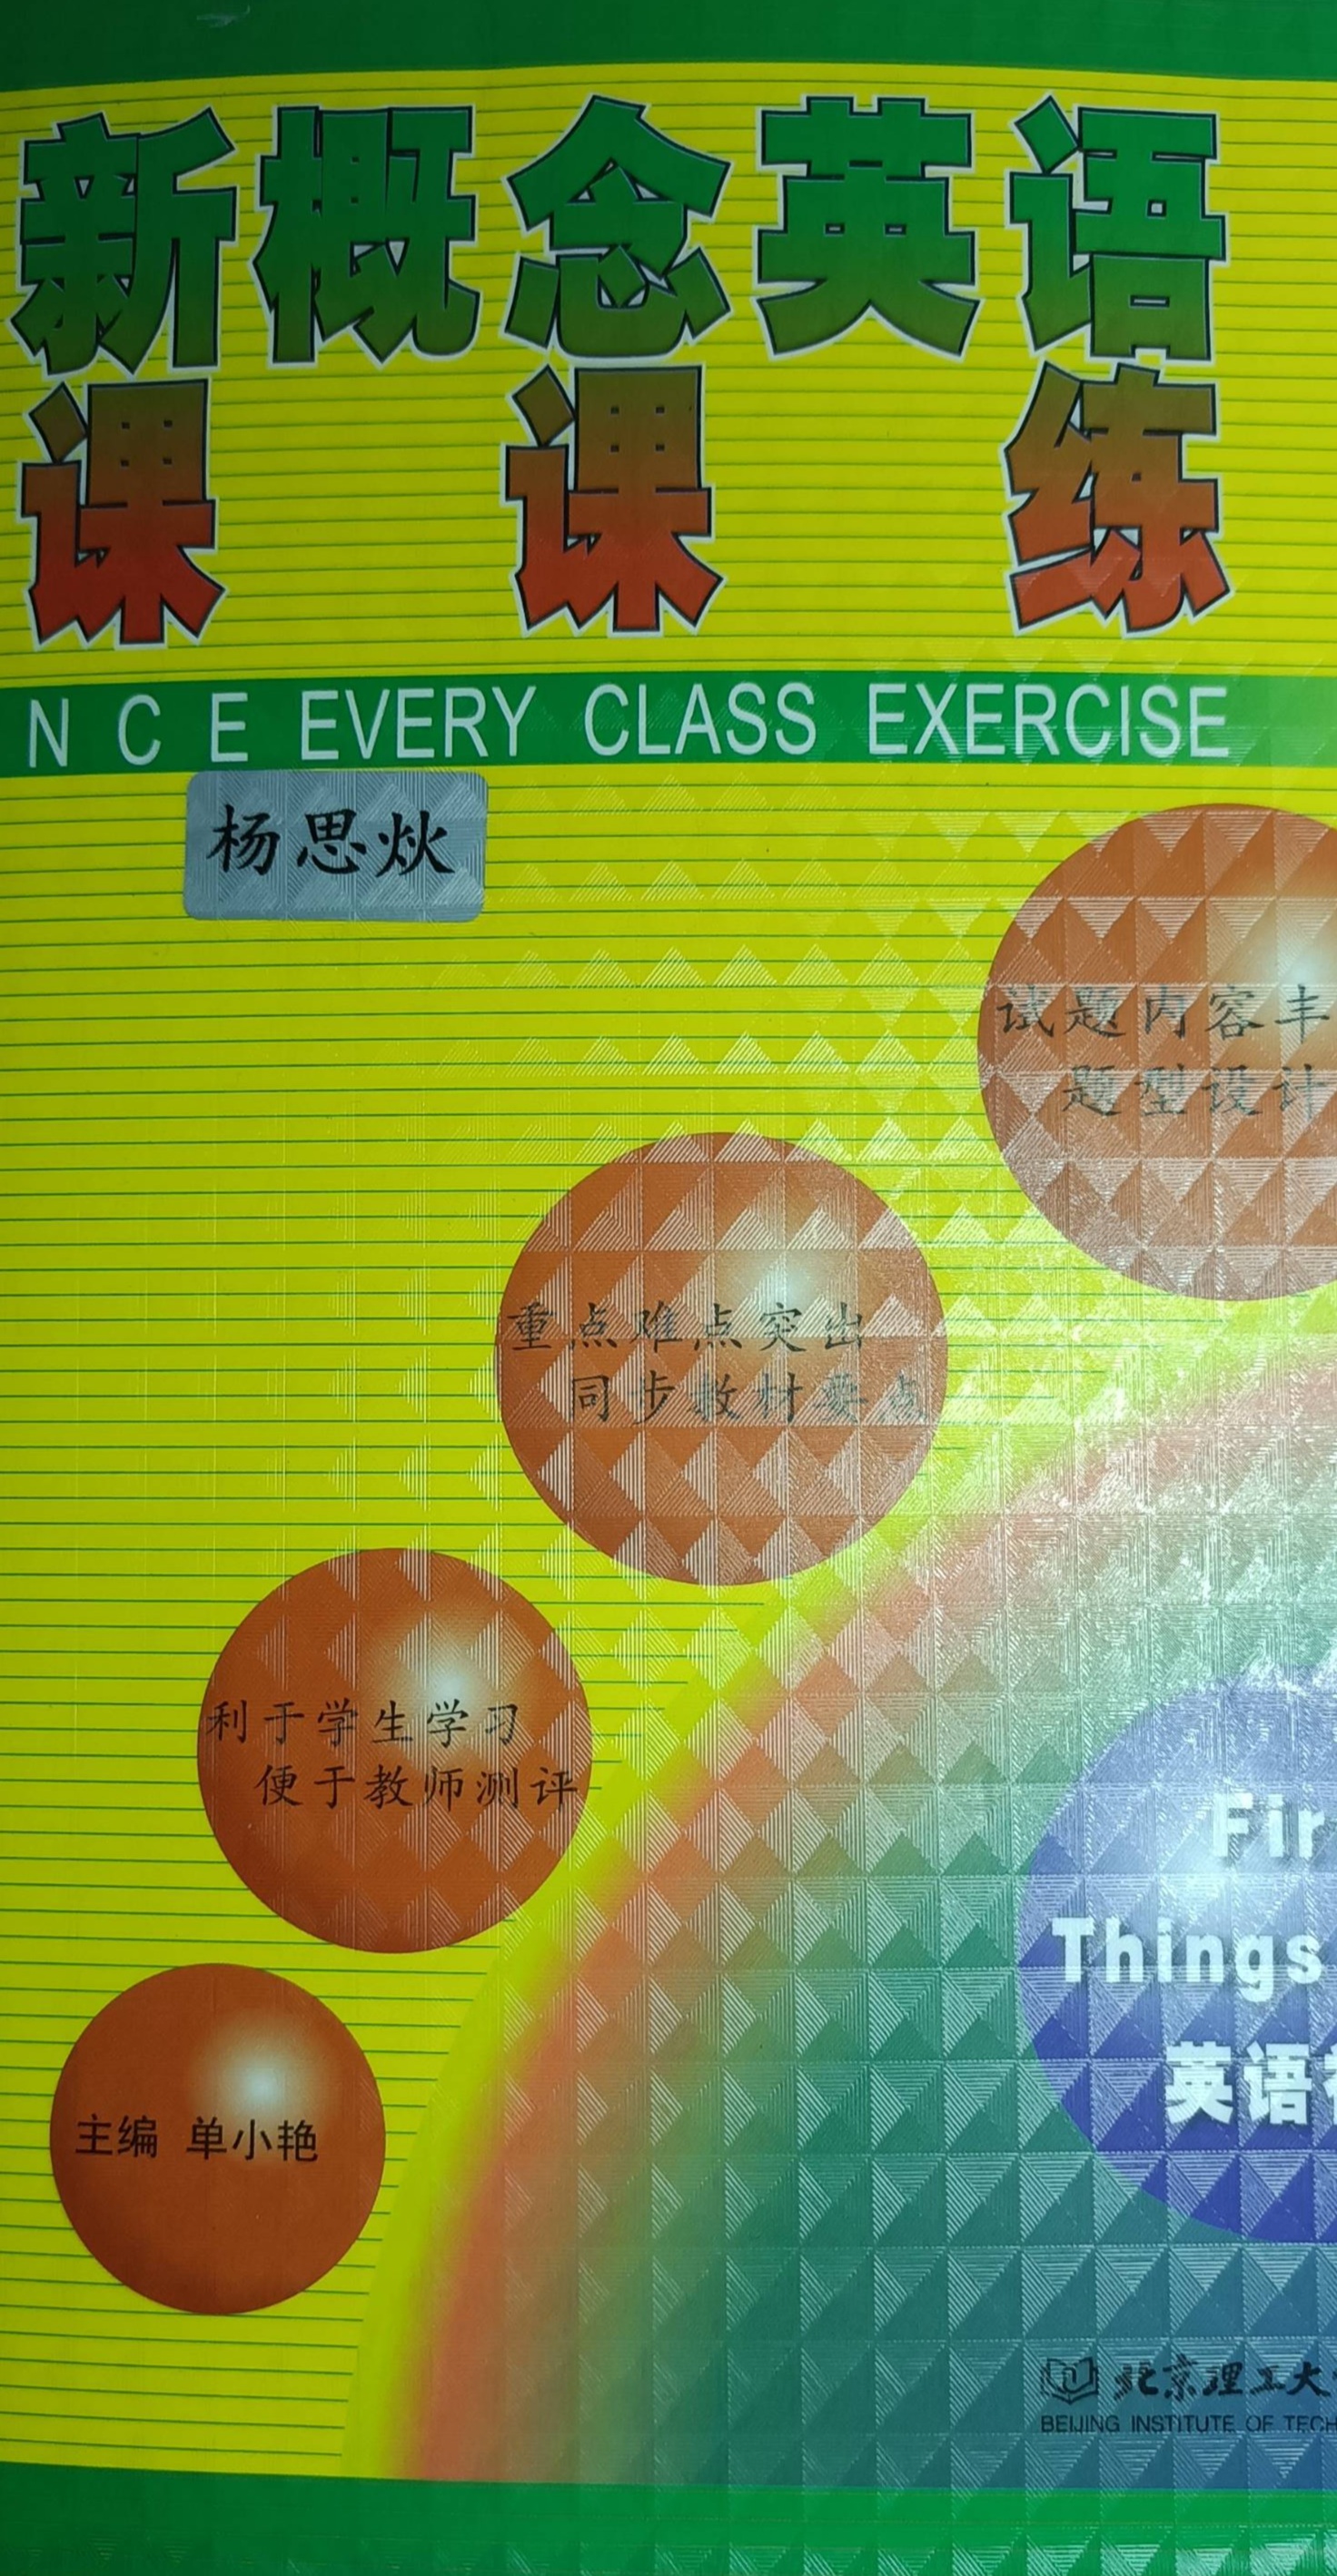 新概念英语
课课练
N C E EVERY CLASS EXERCISE
杨思炏
试题内容丰
题型设计
重点难点突出
同步教材要点
利于学生学习
便于教师测评
Fir
Things
英语
主编 单小艳
北京理工大
BEIJING INSTITUTE OF TECH